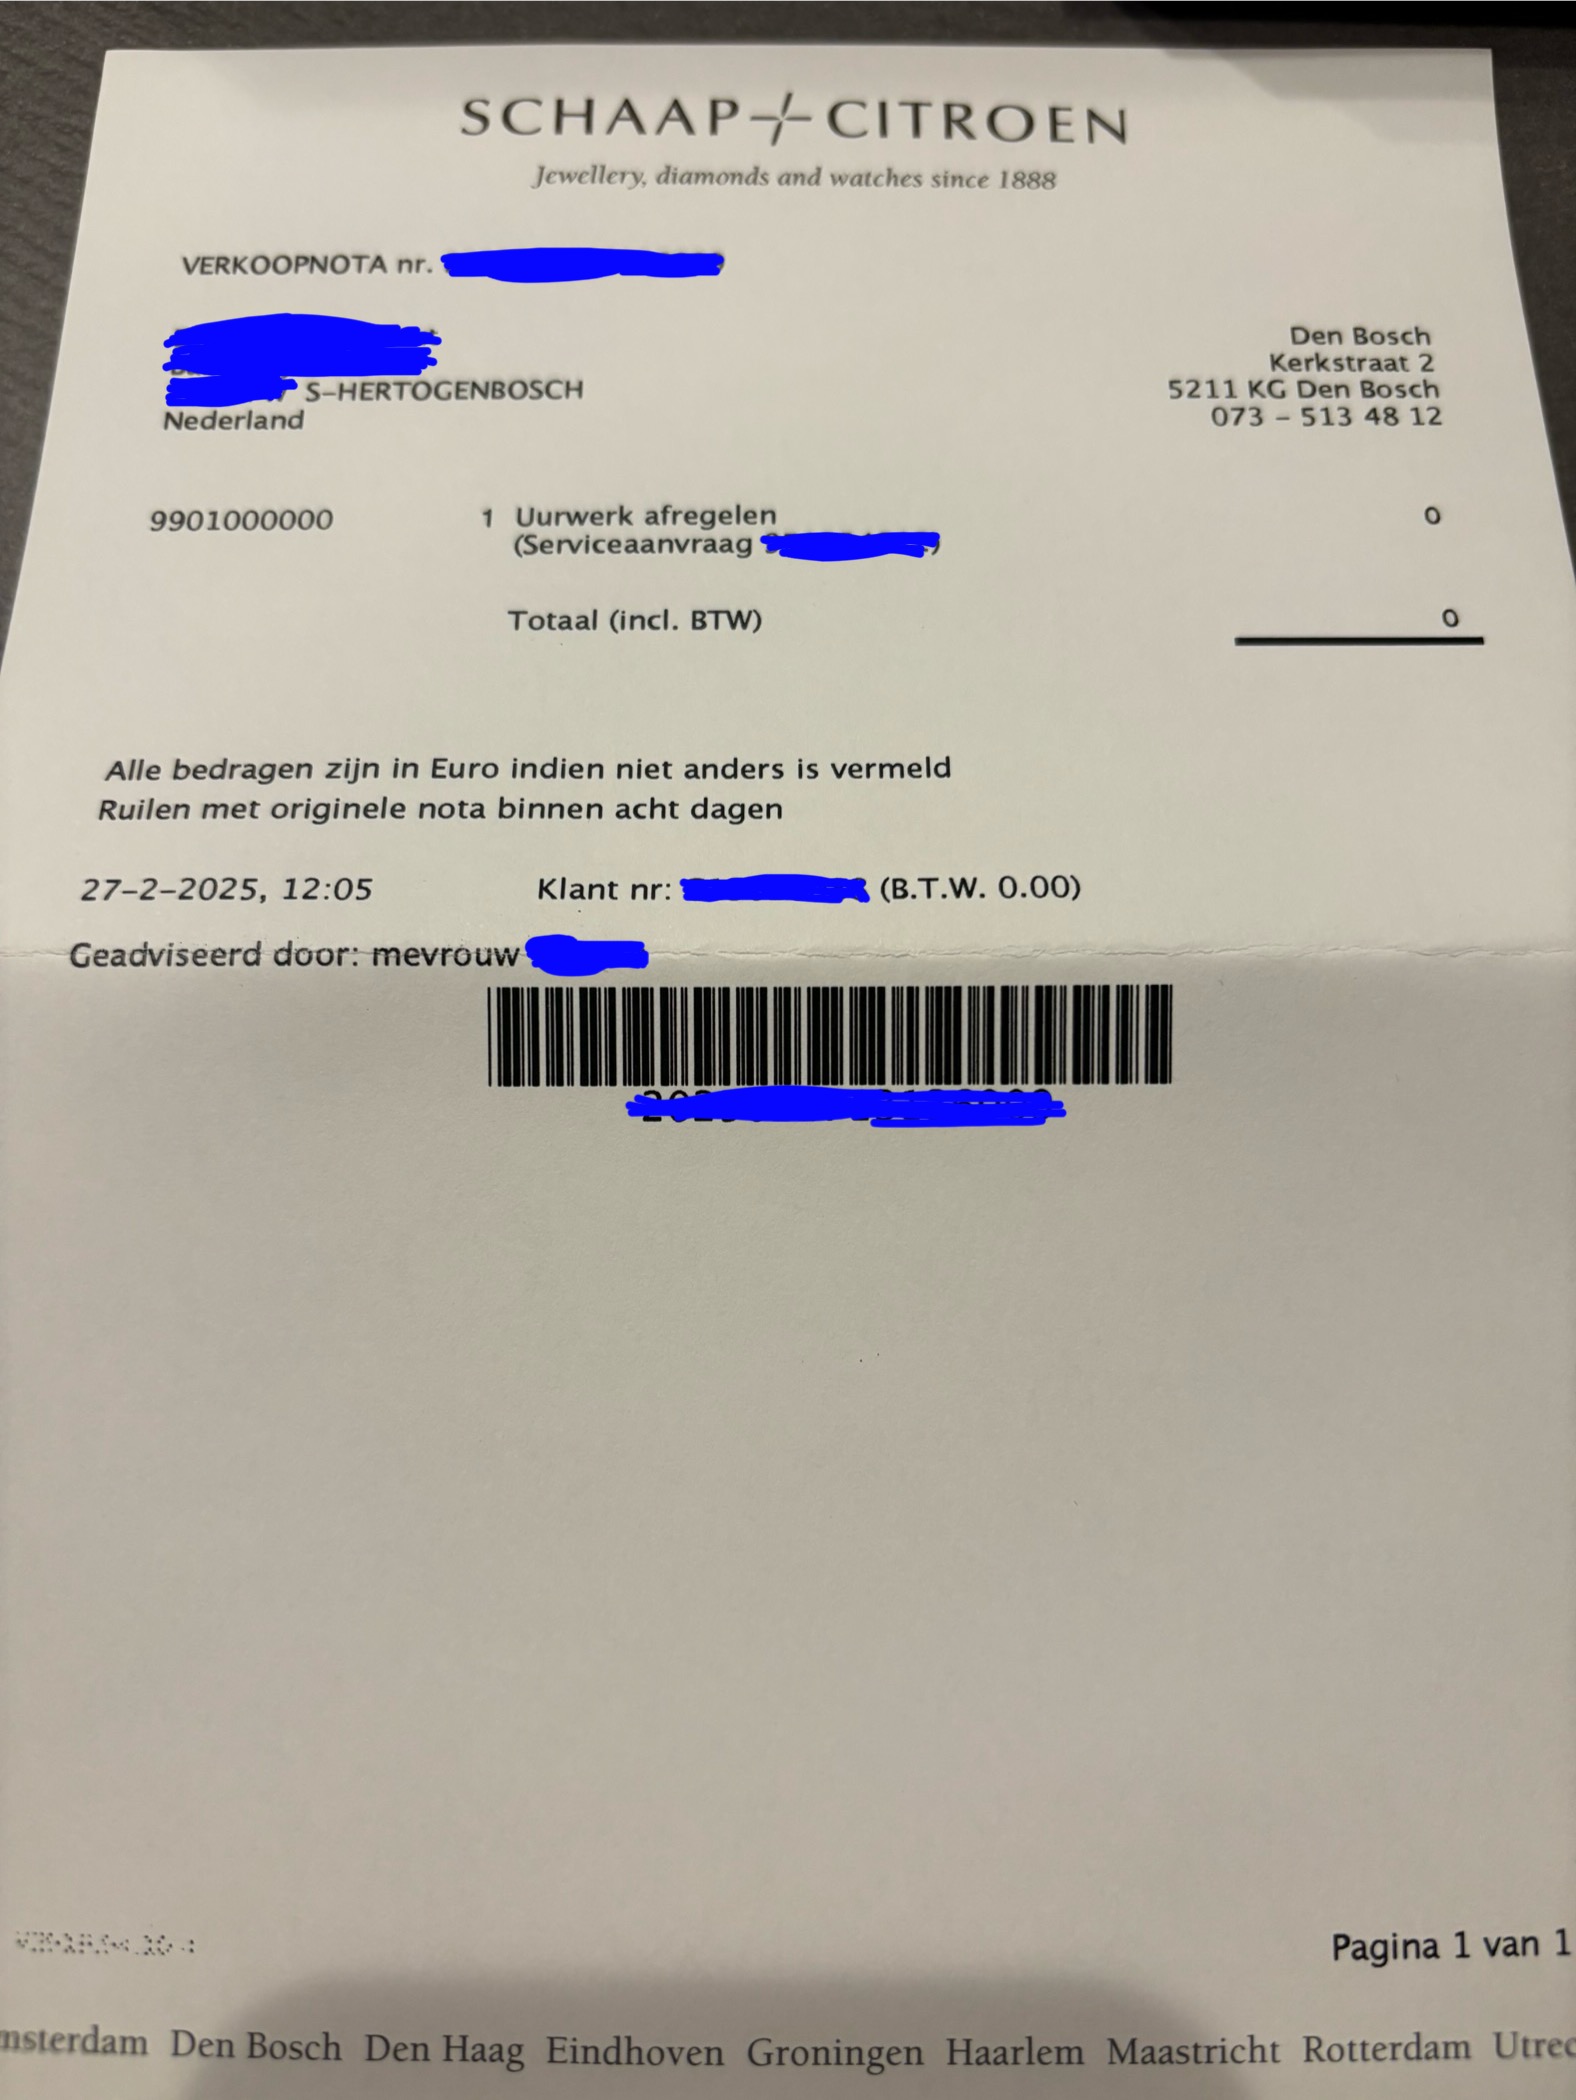 SCHAAP+CITROEN
Jewellery, diamonds and watches since 1888
VERKOOPNOTA nr.
S-HERTOGENBOSCH
Nederland
Den Bosch
Kerkstraat 2
5211 KG Den Bosch
073 - 513 48 12
9901000000 1 Uurwerk afregelen 0
(Serviceaanvraag )
Totaal (incl. BTW) 0
Alle bedragen zijn in Euro indien niet anders is vermeld
Ruilen met originele nota binnen acht dagen
27-2-2025, 12:05 Klant nr: (B.T.W. 0.00)
Geadviseerd door: mevrouw
Pagina 1 van 1
Den Bosch Den Haag Eindhoven Groningen Haarlem Maastricht Rotterdam